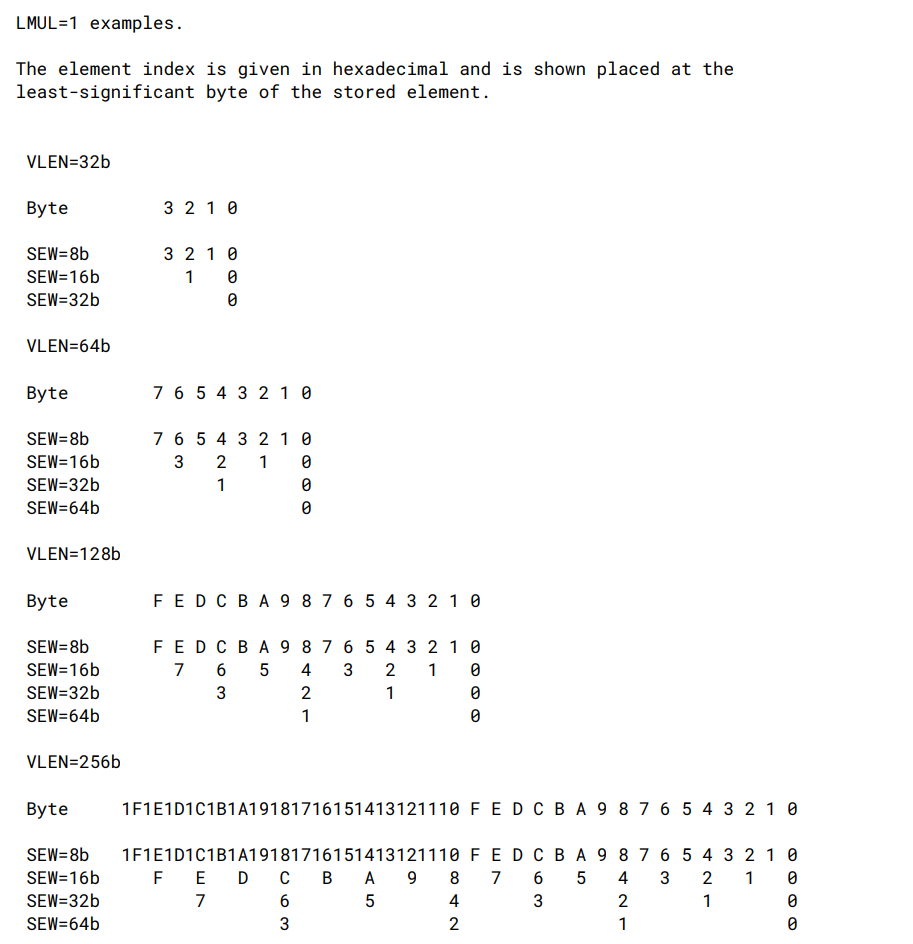 LMUL=1 examples.

The element index is given in hexadecimal and is shown placed at the
least-significant byte of the stored element.


 VLEN=32b

 Byte         3 2 1 0

 SEW=8b       3 2 1 0
 SEW=16b        1   0
 SEW=32b            0

 VLEN=64b

 Byte        7 6 5 4 3 2 1 0

 SEW=8b      7 6 5 4 3 2 1 0
 SEW=16b       3   2   1   0
 SEW=32b           1       0
 SEW=64b                   0

 VLEN=128b

 Byte        F E D C B A 9 8 7 6 5 4 3 2 1 0

 SEW=8b      F E D C B A 9 8 7 6 5 4 3 2 1 0
 SEW=16b       7   6   5   4   3   2   1   0
 SEW=32b           3       2       1       0
 SEW=64b                   1               0

 VLEN=256b

 Byte     1F1E1D1C1B1A19181716151413121110 F E D C B A 9 8 7 6 5 4 3 2 1 0

 SEW=8b   1F1E1D1C1B1A19181716151413121110 F E D C B A 9 8 7 6 5 4 3 2 1 0
 SEW=16b     F   E   D   C   B   A   9   8   7   6   5   4   3   2   1   0
 SEW=32b         7       6       5       4       3       2       1       0
 SEW=64b                 3               2               1               0